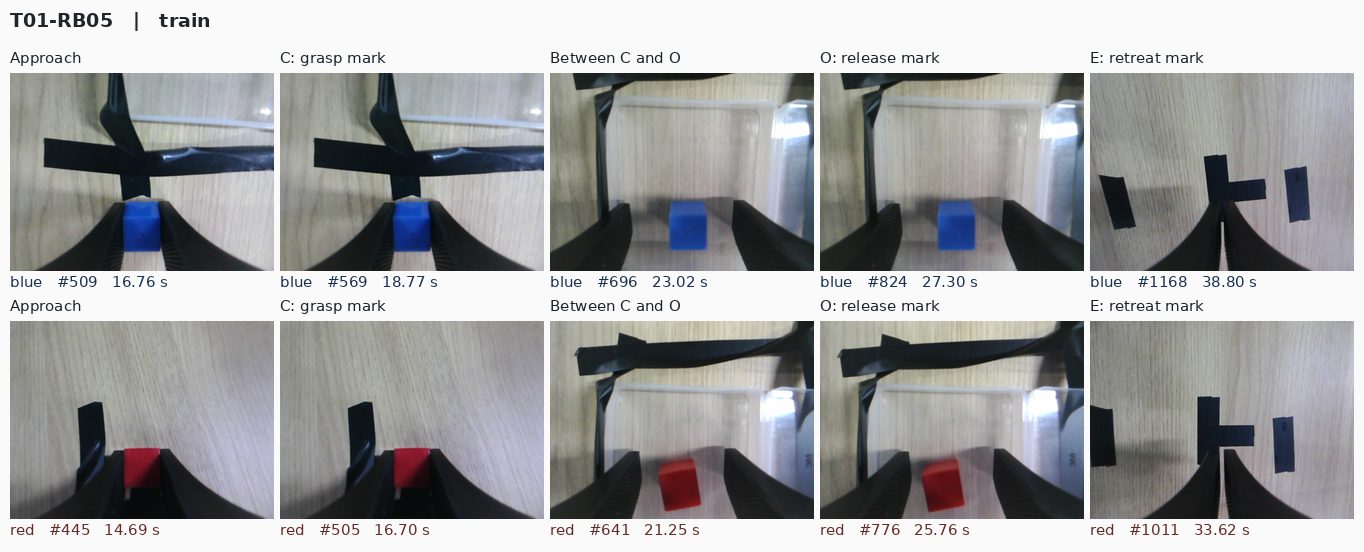 T01-RB05 | train
Approach
C: grasp mark
Between C and O
O: release mark
E: retreat mark
blue #509 16.76 s
blue #569 18.77 s
blue #696 23.02 s
blue #824 27.30 s
blue #1168 38.80 s
Approach
C: grasp mark
Between C and O
O: release mark
E: retreat mark
red #445 14.69 s
red #505 16.70 s
red #641 21.25 s
red #776 25.76 s
red #1011 33.62 s